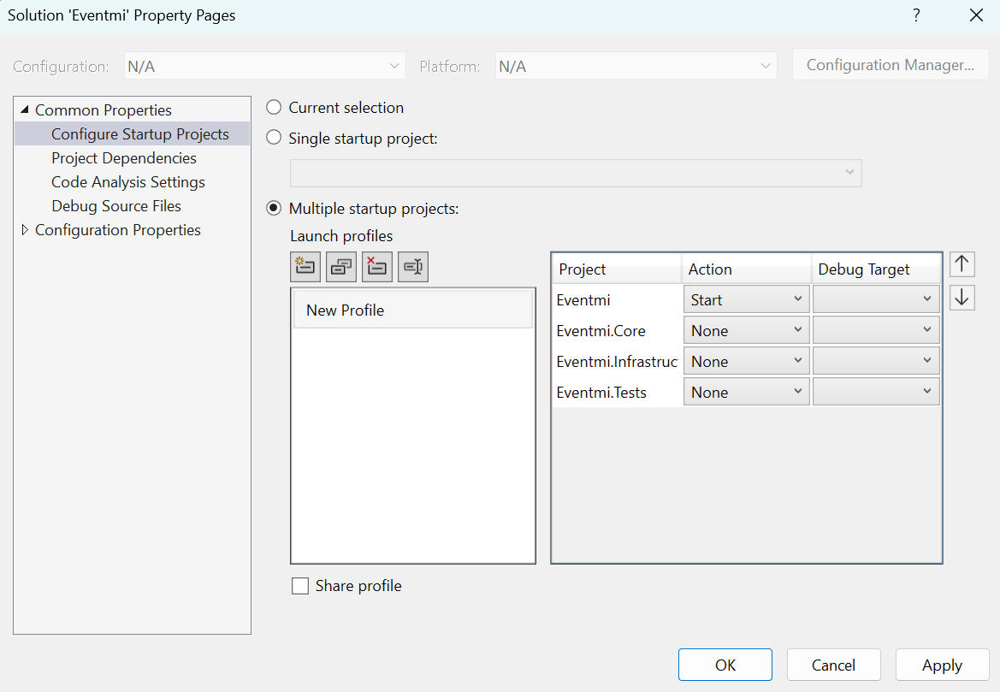 Solution 'Eventmi' Property Pages
?
Configuration: N/A Platform: N/A Configuration Manager...
Common Properties
Configure Startup Projects
Project Dependencies
Code Analysis Settings
Debug Source Files
Configuration Properties
Current selection
Single startup project:
Multiple startup projects:
Launch profiles
New Profile
Project Action Debug Target
Eventmi Start
Eventmi.Core None
Eventmi.Infrastruc None
Eventmi.Tests None
Share profile
OK Cancel Apply